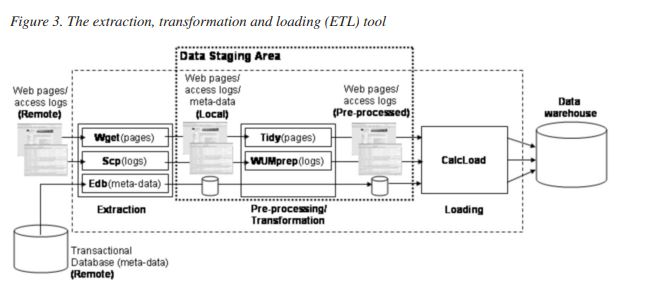 Figure 3. The extraction, transformation and loading (ETL) tool
Data Staging Area
Web pages/
access logs
(Remote)
Web pages/
access logs/
meta-data
(Local)
Web pages/
access logs
(Pre-processed)
Data
warehouse
Wget(pages)
Scp(logs)
Edb(meta-data)
Tidy(pages)
WUMprep(logs)
CalcLoad
Extraction
Pre-processing/
Transformation
Loading
Transactional
Database (meta-data)
(Remote)